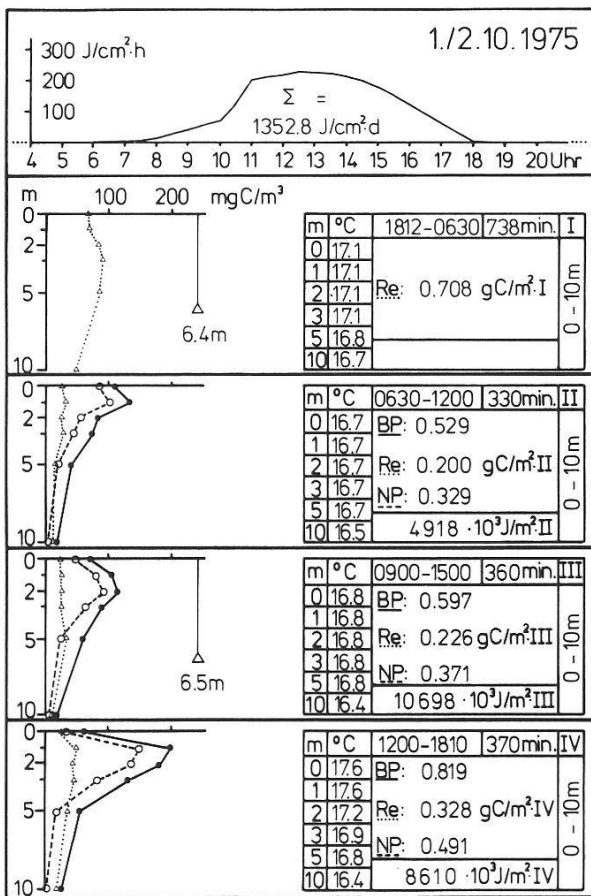 300 J/cm²·h
1./2.10.1975
200
100
Σ =
1352.8 J/cm²·d
4 5 6 7 8 9 10 11 12 13 14 15 16 17 18 19 20 Uhr
m 100 200 mgC/m³
0
2
5
10
6.4m
m °C 1812-0630 738min. I
0 17.1
1 17.1
2 17.1
3 17.1
5 16.8
10 16.7
Re: 0.708 gC/m²·I
0-10m
0
2
5
10
m °C 0630-1200 330min. II
0 16.7
1 16.7
2 16.7
3 16.7
5 16.7
10 16.5
BP: 0.529
Re: 0.200 gC/m²·II
NP: 0.329
4918 ·10³J/m²II
0-10m
0
2
5
10
6.5m
m °C 0900-1500 360min. III
0 16.8
1 16.8
2 16.8
3 16.8
5 16.8
10 16.4
BP: 0.597
Re: 0.226 gC/m²·III
NP: 0.371
10698 ·10³J/m²·III
0-10m
0
2
5
10
m °C 1200-1810 370min. IV
0 17.6
1 17.6
2 17.2
3 16.9
5 16.8
10 16.4
BP: 0.819
Re: 0.328 gC/m²·IV
NP: 0.491
8610 ·10³J/m²·IV
0-10m